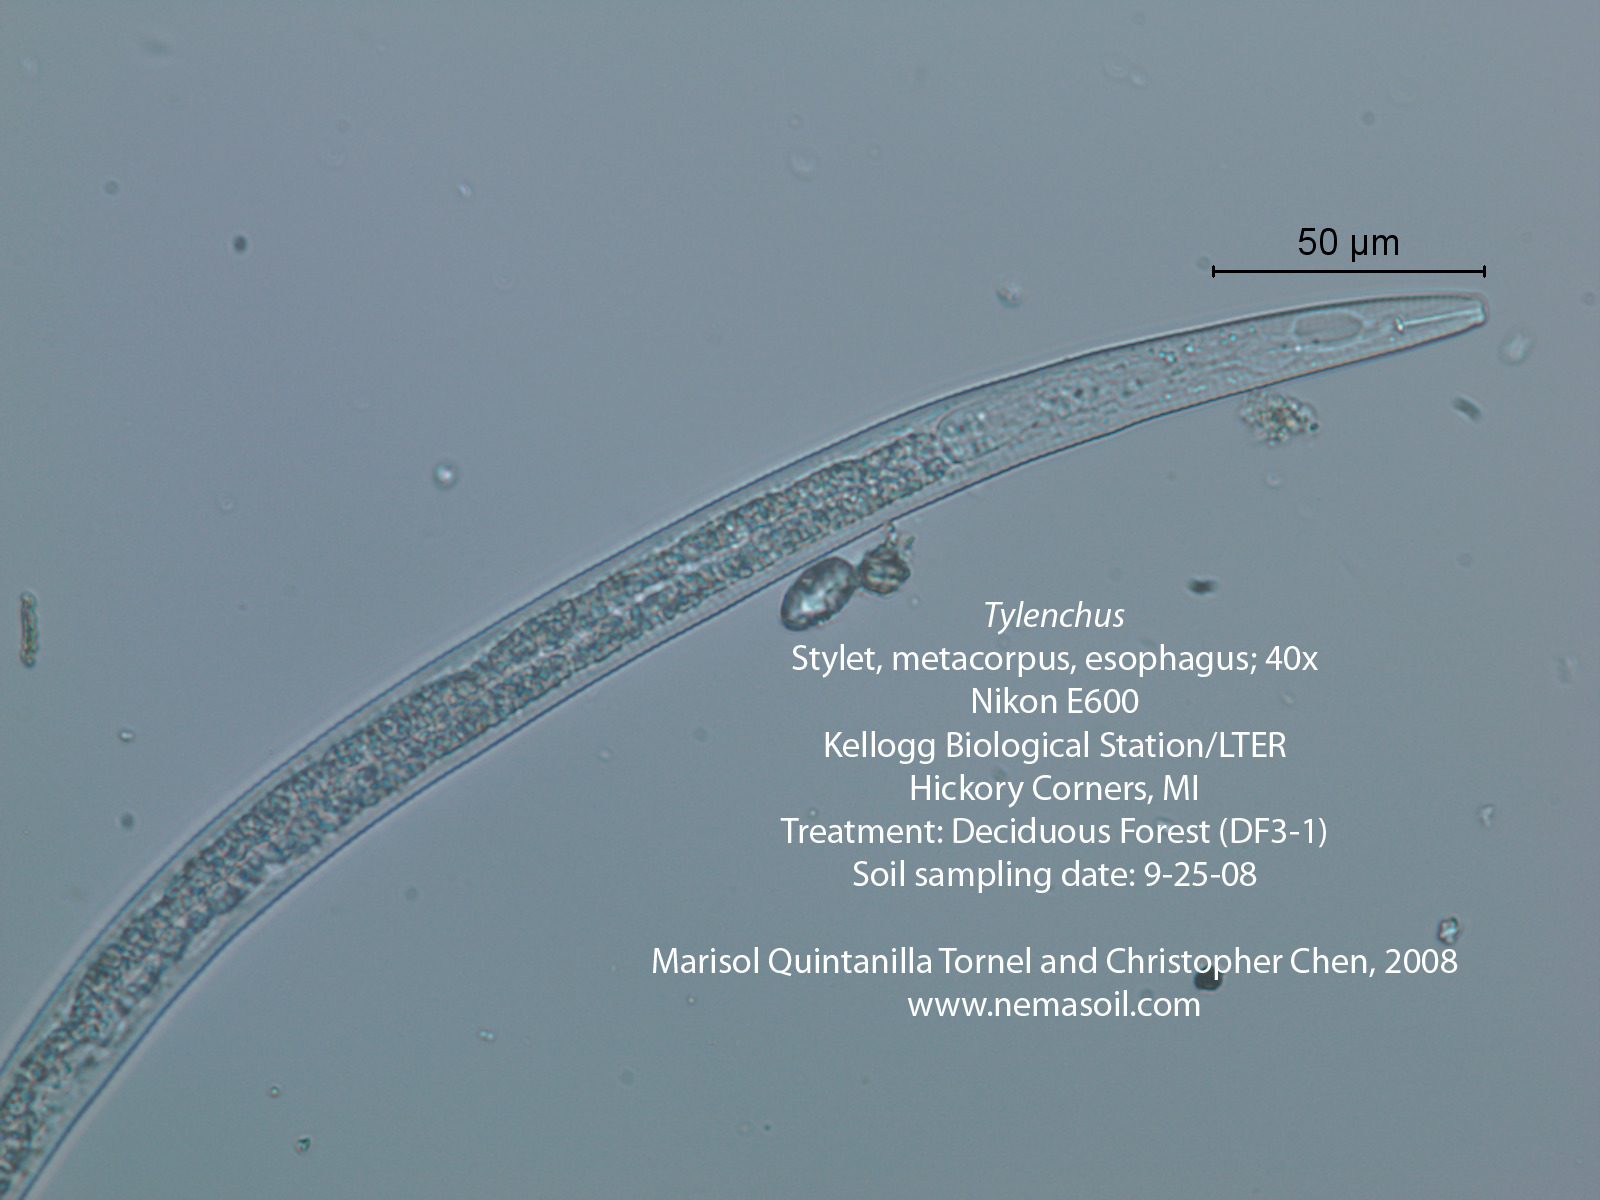 50 µm
Tylenchus
Stylet, metacorpus, esophagus; 40x
Nikon E600
Kellogg Biological Station/LTER
Hickory Corners, MI
Treatment: Deciduous Forest (DF3-1)
Soil sampling date: 9-25-08
Marisol Quintanilla Tornel and Christopher Chen, 2008
www.nemasoil.com